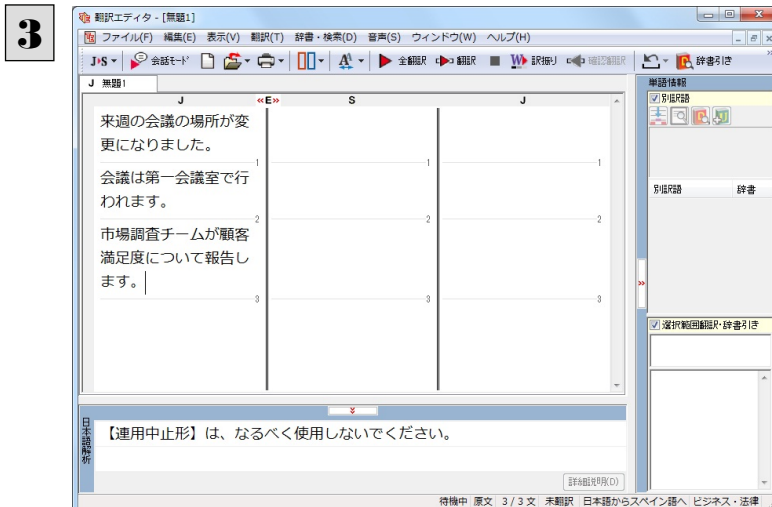 3
翻訳エディタ - [無題1]
ファイル(F) 編集(E) 表示(V) 翻訳(T) 辞書・検索(D) 音声(S) ウィンドウ(W) ヘルプ(H)
J▸S 会話モード A 全翻訳 翻訳 訳振り 確認翻訳 辞書引き
J 無題1
J «E» S J
来週の会議の場所が変
更になりました。
1 1 1
会議は第一会議室で行
われます。
2 2 2
市場調査チームが顧客
満足度について報告し
ます。
3 3 3
単語情報
別訳語
別訳語 辞書
»
選択範囲翻訳・辞書引き
日本語解析
【連用中止形】は、なるべく使用しないでください。
詳細説明(D)
待機中 原文 3 / 3 文 未翻訳 日本語からスペイン語へ ビジネス・法律